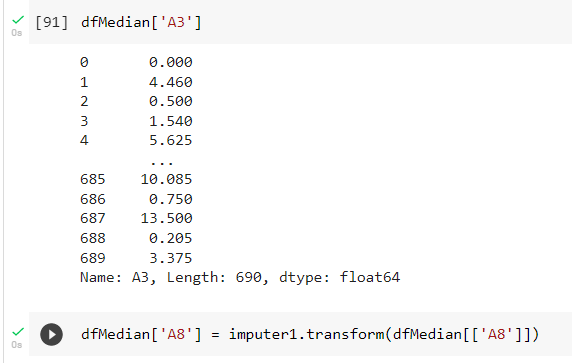 [91] dfMedian['A3']
0s
0 0.000
1 4.460
2 0.500
3 1.540
4 5.625
...
685 10.085
686 0.750
687 13.500
688 0.205
689 3.375
Name: A3, Length: 690, dtype: float64
dfMedian['A8'] = imputer1.transform(dfMedian[['A8']])
0s